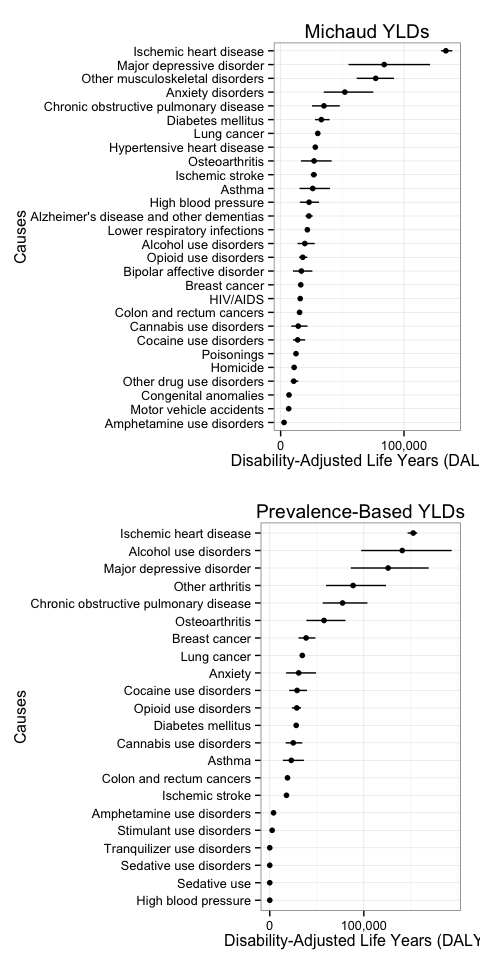 Michaud YLDs
Causes
Ischemic heart disease
Major depressive disorder
Other musculoskeletal disorders
Anxiety disorders
Chronic obstructive pulmonary disease
Diabetes mellitus
Lung cancer
Hypertensive heart disease
Osteoarthritis
Ischemic stroke
Asthma
High blood pressure
Alzheimer's disease and other dementias
Lower respiratory infections
Alcohol use disorders
Opioid use disorders
Bipolar affective disorder
Breast cancer
HIV/AIDS
Colon and rectum cancers
Cannabis use disorders
Cocaine use disorders
Poisonings
Homicide
Other drug use disorders
Congenital anomalies
Motor vehicle accidents
Amphetamine use disorders
0 100,000
Disability-Adjusted Life Years (DAL
Prevalence-Based YLDs
Causes
Ischemic heart disease
Alcohol use disorders
Major depressive disorder
Other arthritis
Chronic obstructive pulmonary disease
Osteoarthritis
Breast cancer
Lung cancer
Anxiety
Cocaine use disorders
Opioid use disorders
Diabetes mellitus
Cannabis use disorders
Asthma
Colon and rectum cancers
Ischemic stroke
Amphetamine use disorders
Stimulant use disorders
Tranquilizer use disorders
Sedative use disorders
Sedative use
High blood pressure
0 100,000
Disability-Adjusted Life Years (DALY